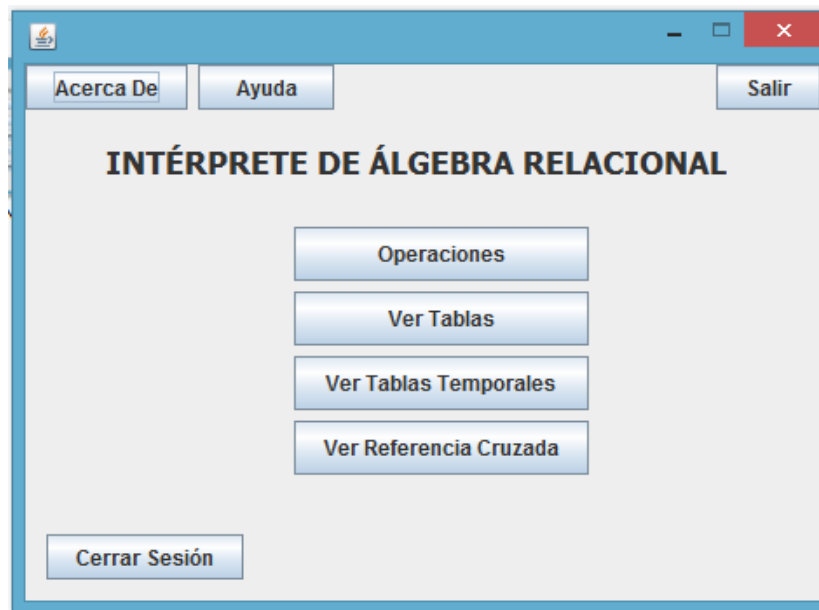 Acerca De Ayuda Salir
INTÉRPRETE DE ÁLGEBRA RELACIONAL
Operaciones
Ver Tablas
Ver Tablas Temporales
Ver Referencia Cruzada
Cerrar Sesión